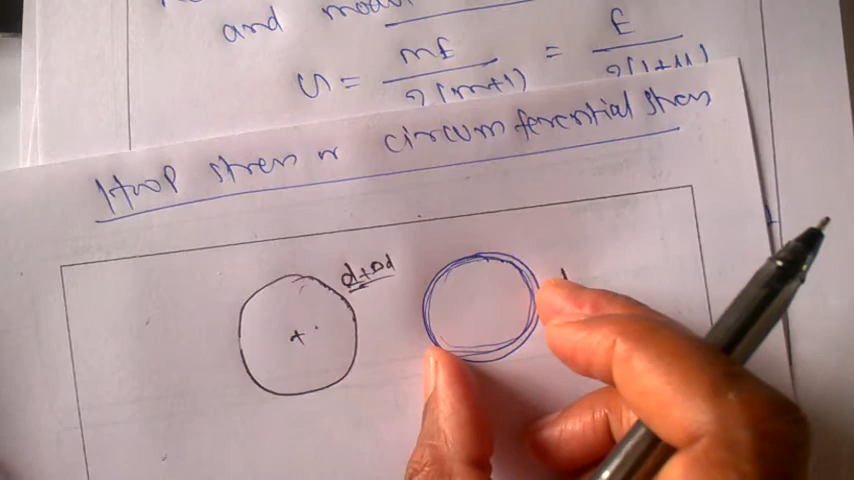 and
G = mE / 2(m+1) = E / 2(1+μ)
Hoop stress or circumferential stress
d+Δd
d